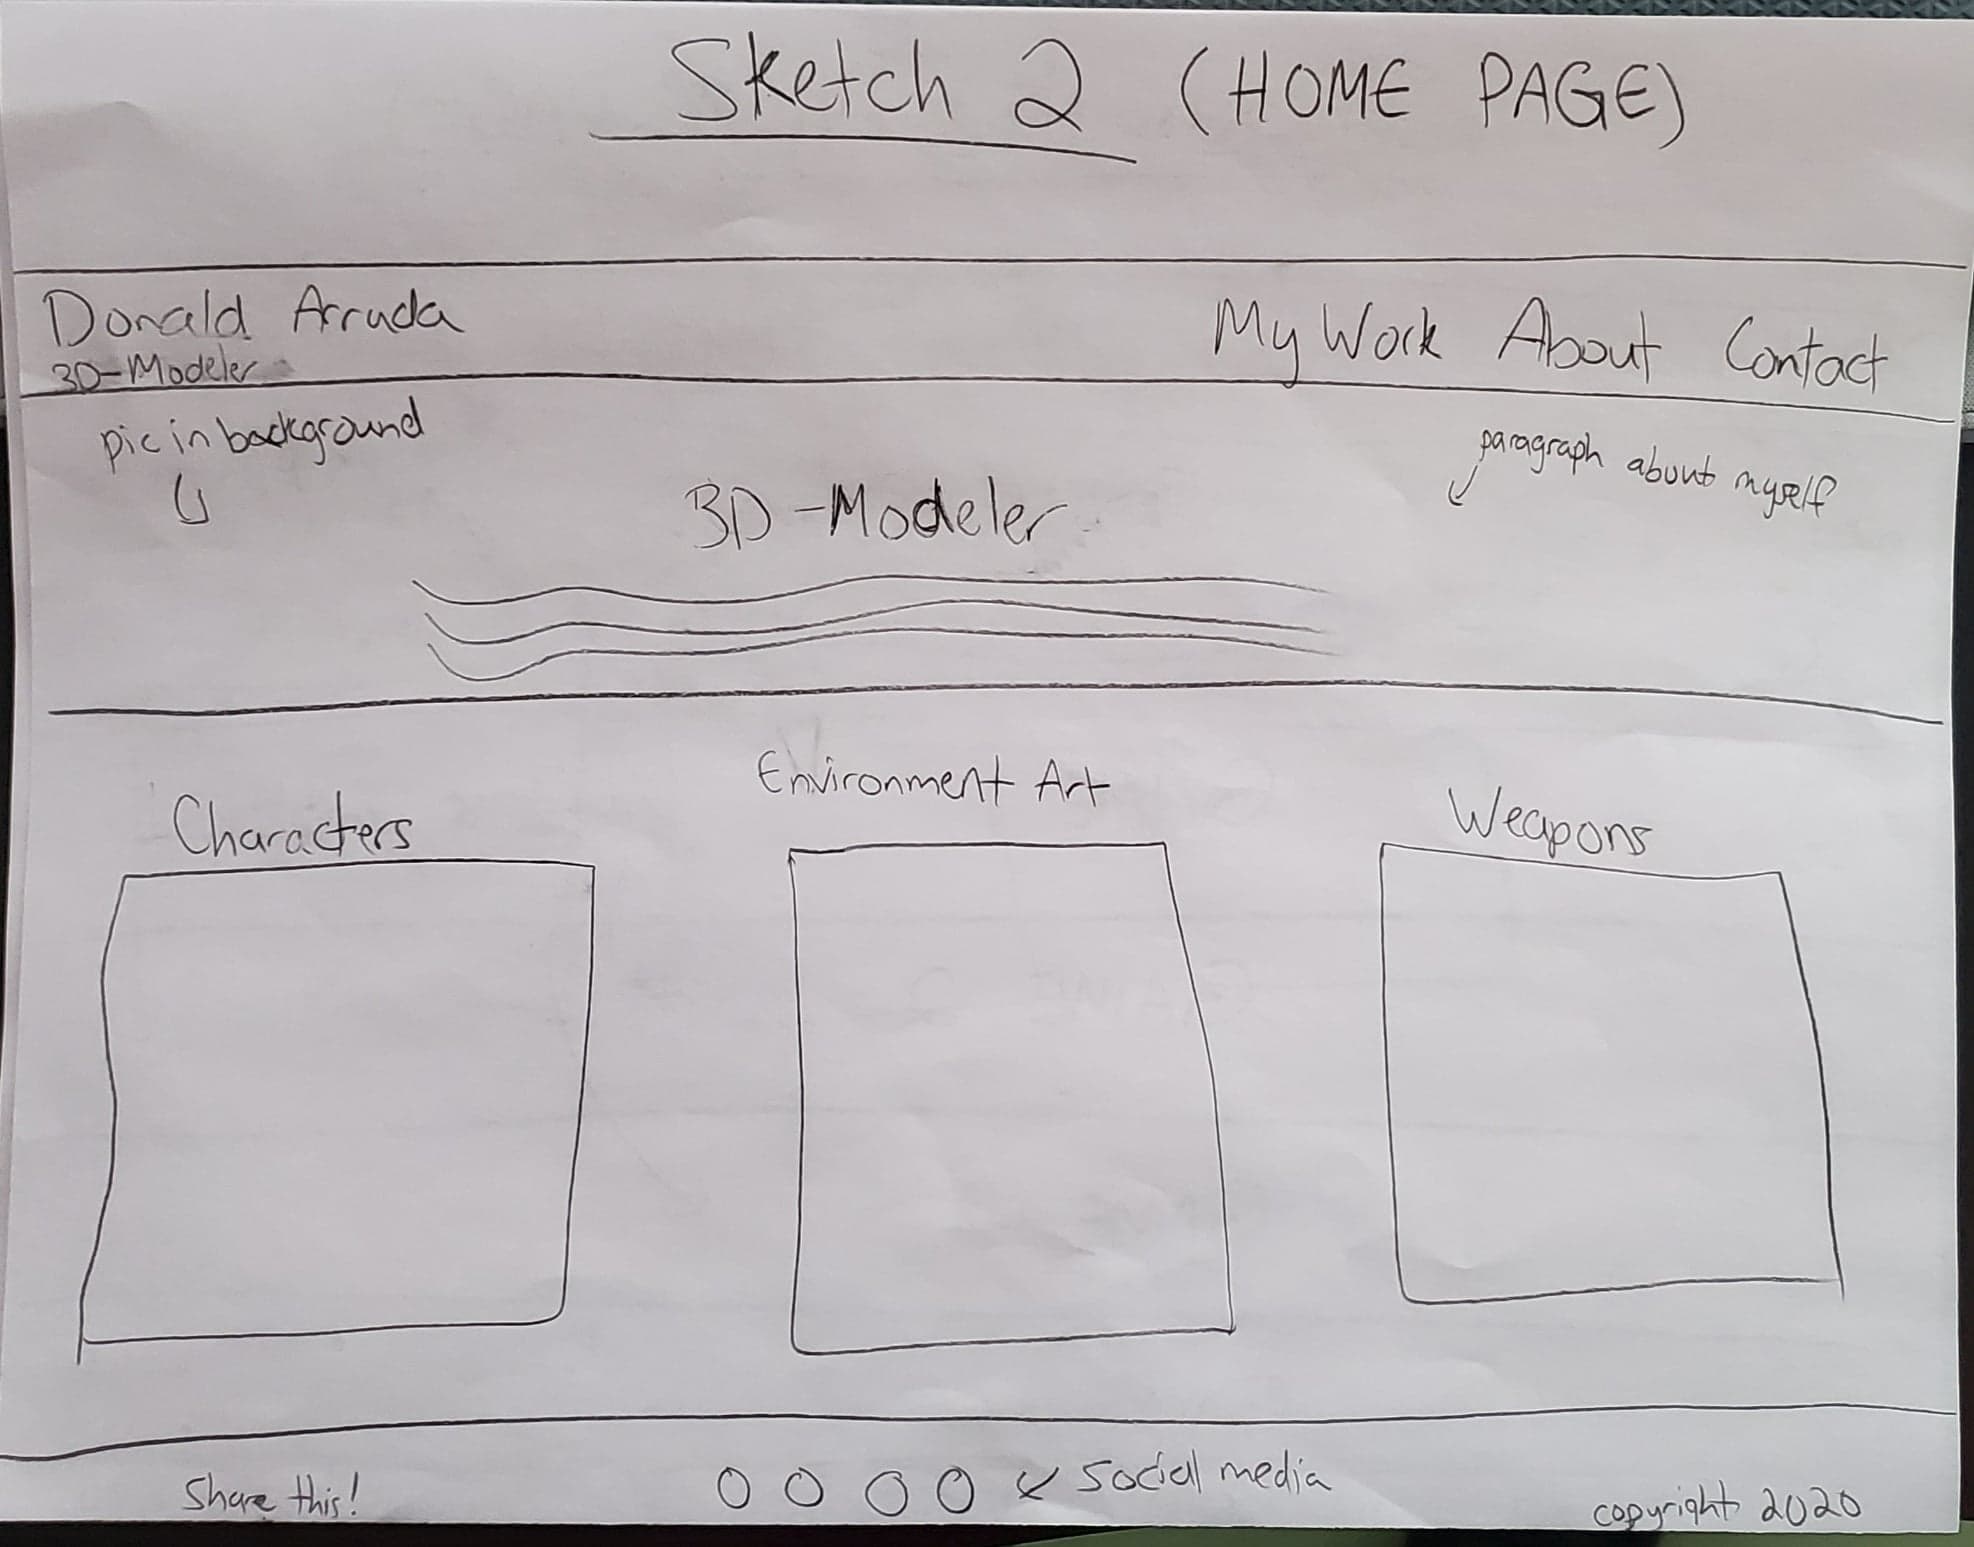 Sketch 2 (HOME PAGE)
Donald Arruda
3D-Modeler
My Work About Contact
pic in background
paragraph about myself
3D-Modeler
Characters
Environment Art
Weapons
Share this!
social media
copyright 2020